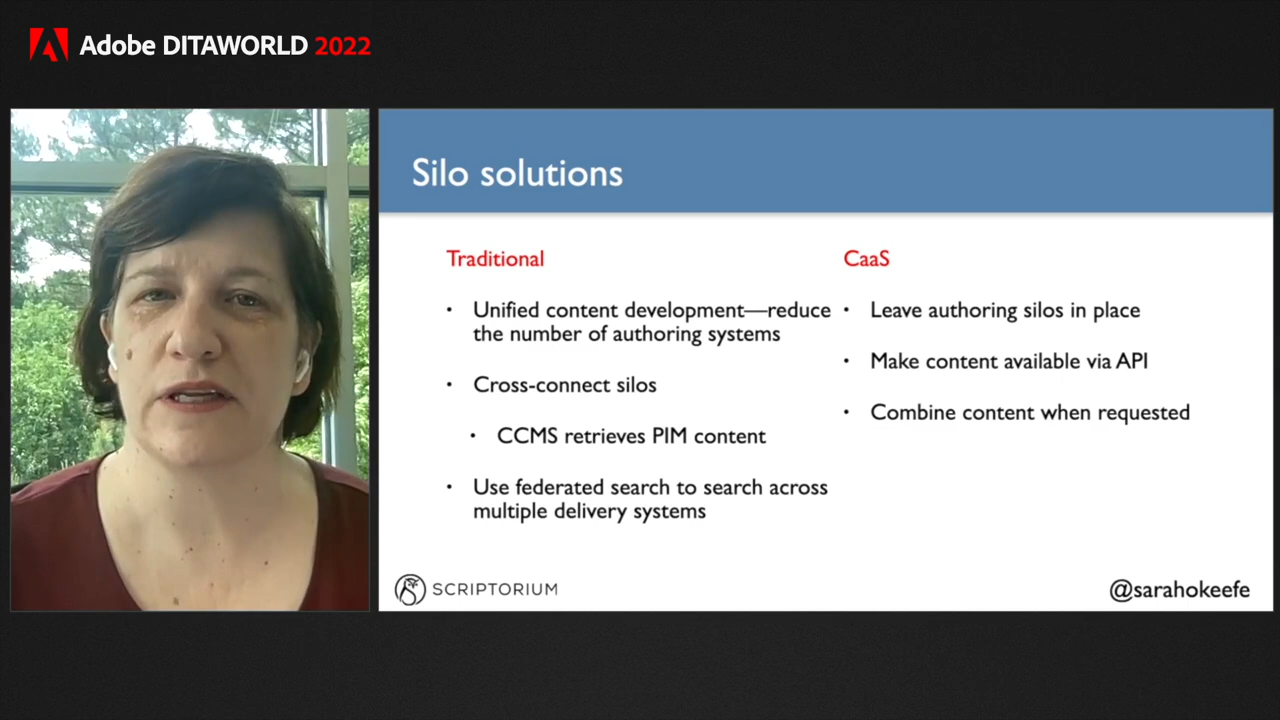 Adobe DITAWORLD 2022
Silo solutions
Traditional
• Unified content development—reduce
the number of authoring systems
• Cross-connect silos
• CCMS retrieves PIM content
• Use federated search to search across
multiple delivery systems
CaaS
• Leave authoring silos in place
• Make content available via API
• Combine content when requested
SCRIPTORIUM
@sarahokeefe